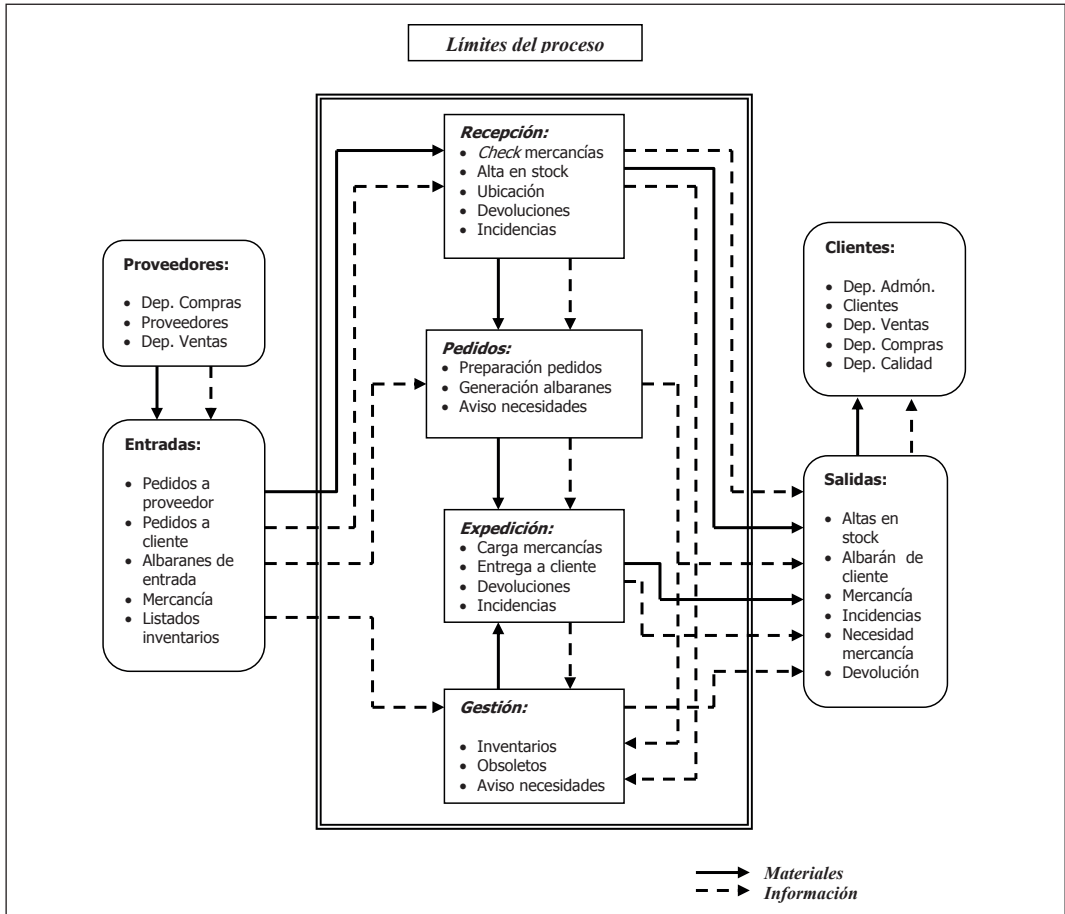 Límites del proceso
Recepción:
• Check mercancías
• Alta en stock
• Ubicación
• Devoluciones
• Incidencias
Proveedores:
• Dep. Compras
• Proveedores
• Dep. Ventas
Clientes:
• Dep. Admón.
• Clientes
• Dep. Ventas
• Dep. Compras
• Dep. Calidad
Pedidos:
• Preparación pedidos
• Generación albaranes
• Aviso necesidades
Entradas:
• Pedidos a
proveedor
• Pedidos a
cliente
• Albaranes de
entrada
• Mercancía
• Listados
inventarios
Expedición:
• Carga mercancías
• Entrega a cliente
• Devoluciones
• Incidencias
Salidas:
• Altas en
stock
• Albarán de
cliente
• Mercancía
• Incidencias
• Necesidad
mercancía
• Devolución
Gestión:
• Inventarios
• Obsoletos
• Aviso necesidades
Materiales
Información